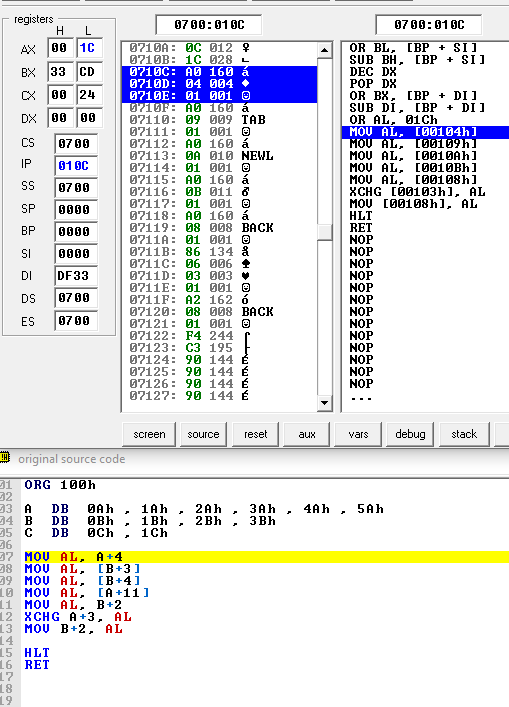 registers
H L
AX 00 1C
BX 33 CD
CX 00 24
DX 00 00
CS 0700
IP 010C
SS 0700
SP 0000
BP 0000
SI 0000
DI DF33
DS 0700
ES 0700
0700:010C
0710A: 0C 012 ♀
0710B: 1C 028 ∟
0710C: A0 160 á
0710D: 04 004 ♦
0710E: 01 001 ☺
0710F: A0 160 á
07110: 09 009 TAB
07111: 01 001 ☺
07112: A0 160 á
07113: 0A 010 NEWL
07114: 01 001 ☺
07115: A0 160 á
07116: 0B 011 ♂
07117: 01 001 ☺
07118: A0 160 á
07119: 08 008 BACK
0711A: 01 001 ☺
0711B: 86 134 å
0711C: 06 006 ♠
0711D: 03 003 ♥
0711E: 01 001 ☺
0711F: A2 162 ó
07120: 08 008 BACK
07121: 01 001 ☺
07122: F4 244 ⌠
07123: C3 195 ├
07124: 90 144 É
07125: 90 144 É
07126: 90 144 É
07127: 90 144 É
0700:010C
OR BL, [BP + SI]
SUB BH, [BP + SI]
DEC DX
POP DX
OR BX, [BP + DI]
SUB DI, [BP + DI]
OR AL, 01Ch
MOV AL, [00104h]
MOV AL, [00109h]
MOV AL, [0010Ah]
MOV AL, [0010Bh]
MOV AL, [00108h]
XCHG [00103h], AL
MOV [00108h], AL
HLT
RET
NOP
NOP
NOP
NOP
NOP
NOP
NOP
NOP
NOP
NOP
NOP
NOP
NOP
...
screen source reset aux vars debug stack
original source code
01 ORG 100h
02
03 A DB 0Ah , 1Ah , 2Ah , 3Ah , 4Ah , 5Ah
04 B DB 0Bh , 1Bh , 2Bh , 3Bh
05 C DB 0Ch , 1Ch
06
07 MOV AL, A+4
08 MOV AL, [B+3]
09 MOV AL, [B+4]
10 MOV AL, [A+11]
11 MOV AL, B+2
12 XCHG A+3, AL
13 MOV B+2, AL
14
15 HLT
16 RET
17
18
19